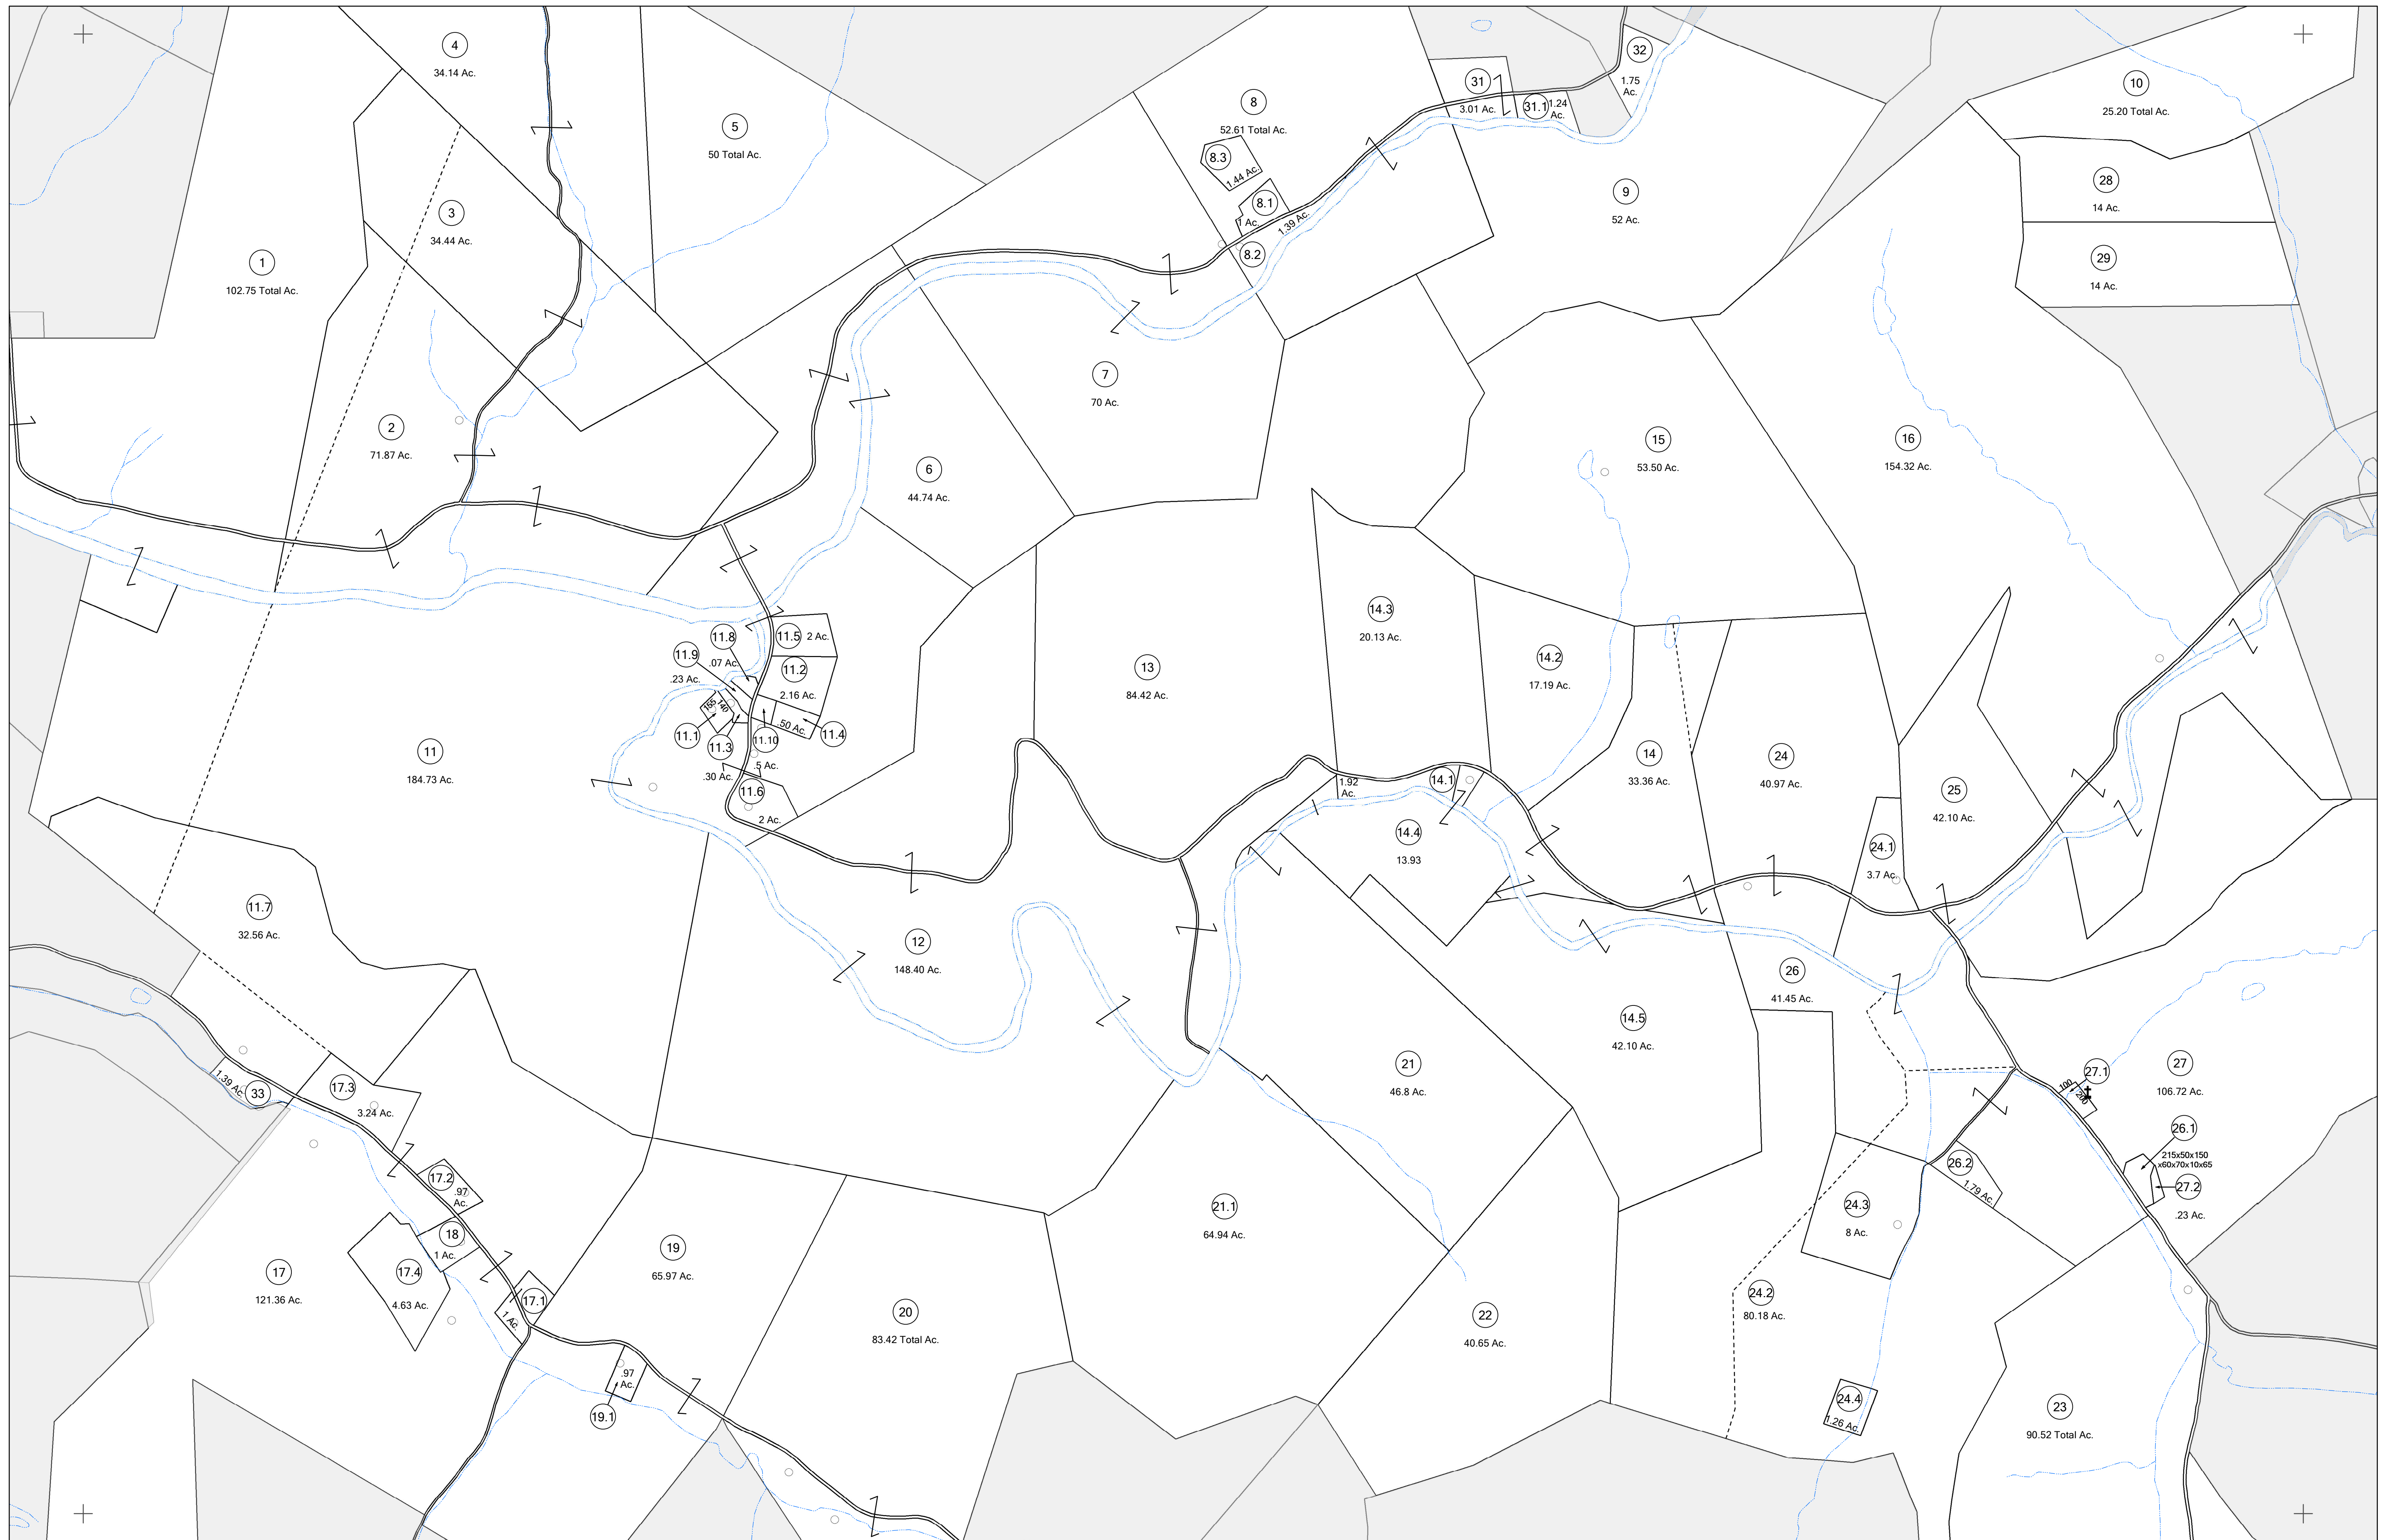 4
34.14 Ac.
5
50 Total Ac.
3
34.44 Ac.
1
102.75 Total Ac.
2
71.87 Ac.
8
52.61 Total Ac.
8.3
1.44 Ac.
8.1
1 Ac.
1.39 Ac.
8.2
31
3.01 Ac.
31.1
1.24
Ac.
32
1.75
Ac.
9
52 Ac.
10
25.20 Total Ac.
28
14 Ac.
29
14 Ac.
7
70 Ac.
6
44.74 Ac.
15
53.50 Ac.
16
154.32 Ac.
11.8
.07 Ac.
11.9
.23 Ac.
11.5
2 Ac.
11.2
2.16 Ac.
155
140
11.1
11.3
11.10
.50 Ac.
11.4
.5 Ac.
.30 Ac.
11.6
2 Ac.
11
184.73 Ac.
13
84.42 Ac.
14.3
20.13 Ac.
14.2
17.19 Ac.
14
33.36 Ac.
24
40.97 Ac.
25
42.10 Ac.
24.1
3.7 Ac.
1.92
Ac.
14.1
14.4
13.93
11.7
32.56 Ac.
12
148.40 Ac.
26
41.45 Ac.
14.5
42.10 Ac.
21
46.8 Ac.
27
106.72 Ac.
27.1
100
200
26.1
215x50x150
x60x70x10x65
27.2
.23 Ac.
26.2
1.79 Ac.
1.39 Ac.
33
17.3
3.24 Ac.
17.2
.97
Ac.
18
1 Ac.
17
121.36 Ac.
17.4
4.63 Ac.
17.1
1 Ac.
19
65.97 Ac.
.97
Ac.
19.1
20
83.42 Total Ac.
21.1
64.94 Ac.
22
40.65 Ac.
24.3
8 Ac.
24.2
80.18 Ac.
24.4
1.26 Ac.
23
90.52 Total Ac.